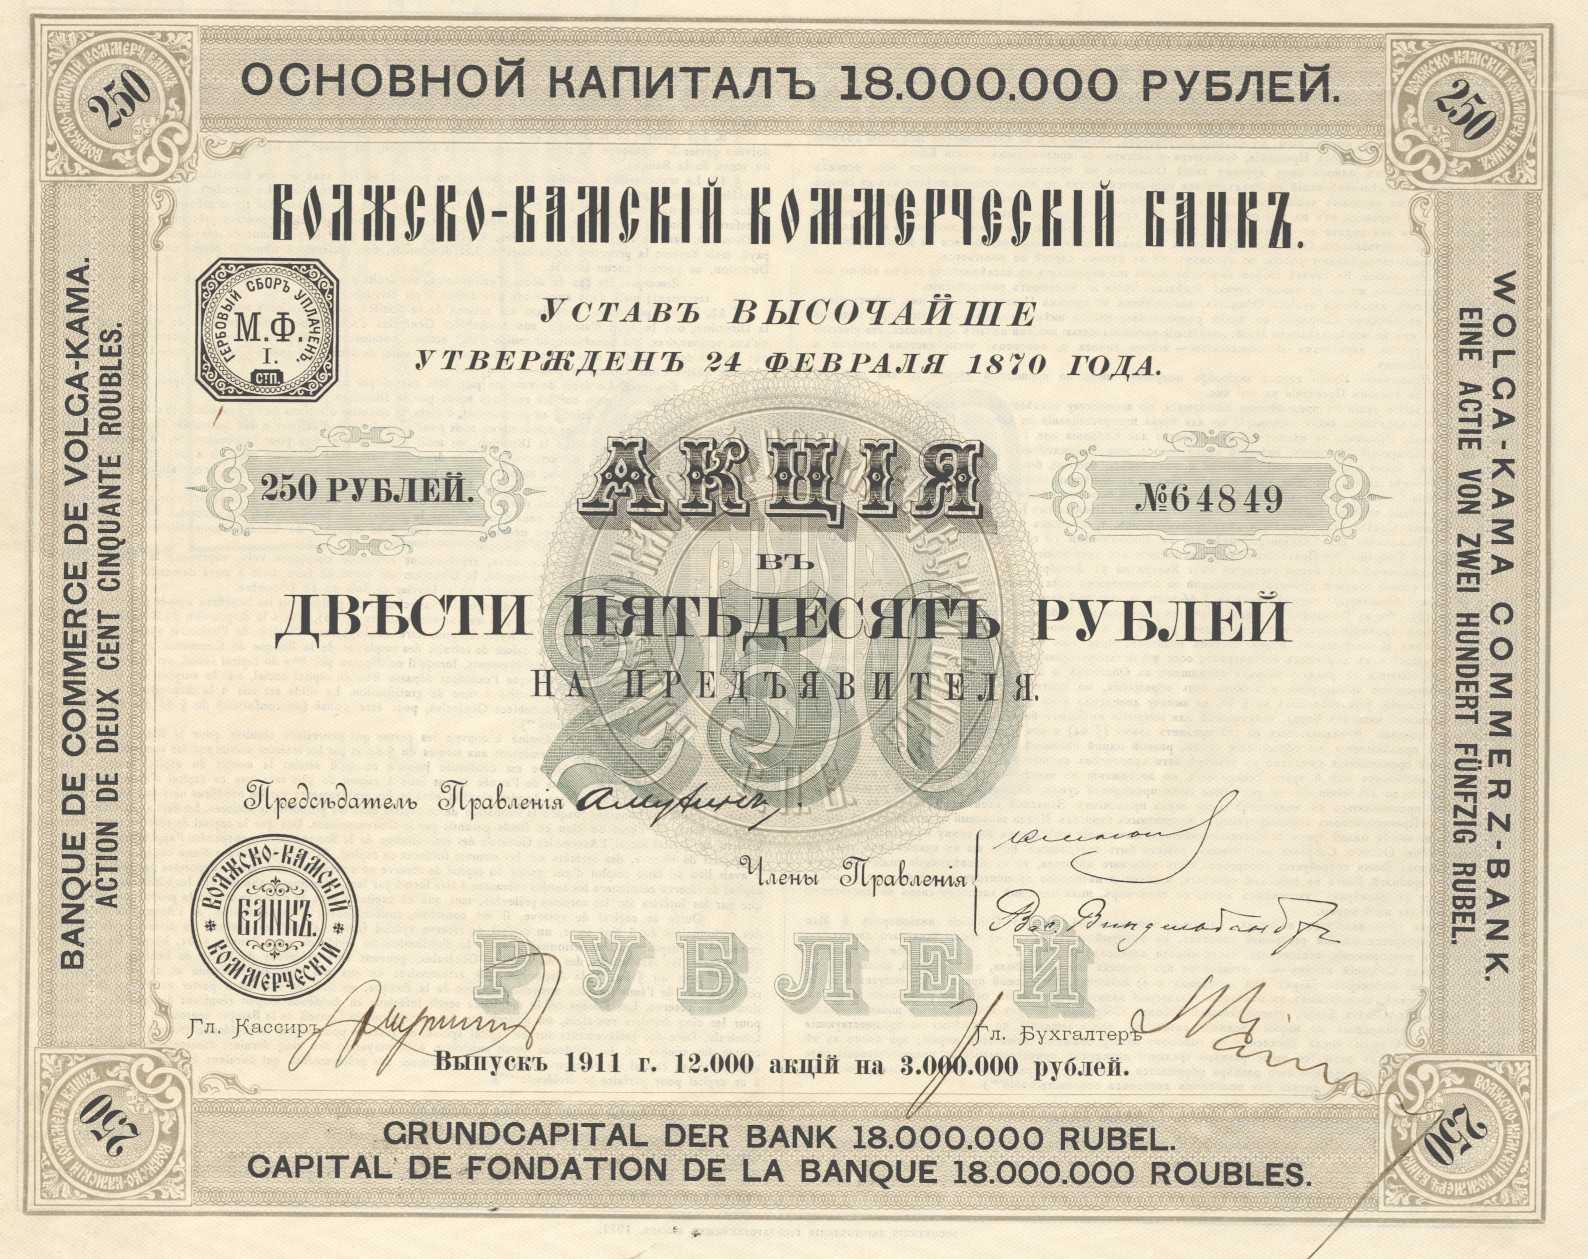 ОСНОВНОЙ КАПИТАЛЪ 18.000.000 РУБЛЕЙ.
250
250
ВОЛЖСКО-КАМСКІЙ КОММЕРЧЕСКІЙ БАНКЪ.
ГЕРБОВЫЙ СБОРЪ УПЛАЧЕНЪ.
М.Ф.
I.
СТП.
УСТАВЪ ВЫСОЧАЙШЕ
УТВЕРЖДЕНЪ 24 ФЕВРАЛЯ 1870 ГОДА.
250 РУБЛЕЙ.
АКЦІЯ
№64849
ВЪ
ДВѢСТИ ПЯТЬДЕСЯТЪ РУБЛЕЙ
НА ПРЕДЪЯВИТЕЛЯ.
250
РУБЛЕЙ
Предсѣдатель Правленія
Члены Правленія
ВОЛЖСКО-КАМСКІЙ
БАНКЪ.
КОММЕРЧЕСКІЙ
Гл. Кассиръ
Гл. Бухгалтеръ
Выпускъ 1911 г. 12.000 акцій на 3.000.000 рублей.
BANQUE DE COMMERCE DE VOLGA-KAMA.
ACTION DE DEUX CENT CINQUANTE ROUBLES.
WOLGA-KAMA COMMERZ-BANK.
EINE ACTIE VON ZWEI HUNDERT FÜNFZIG RUBEL.
250
250
GRUNDCAPITAL DER BANK 18.000.000 RUBEL.
CAPITAL DE FONDATION DE LA BANQUE 18.000.000 ROUBLES.